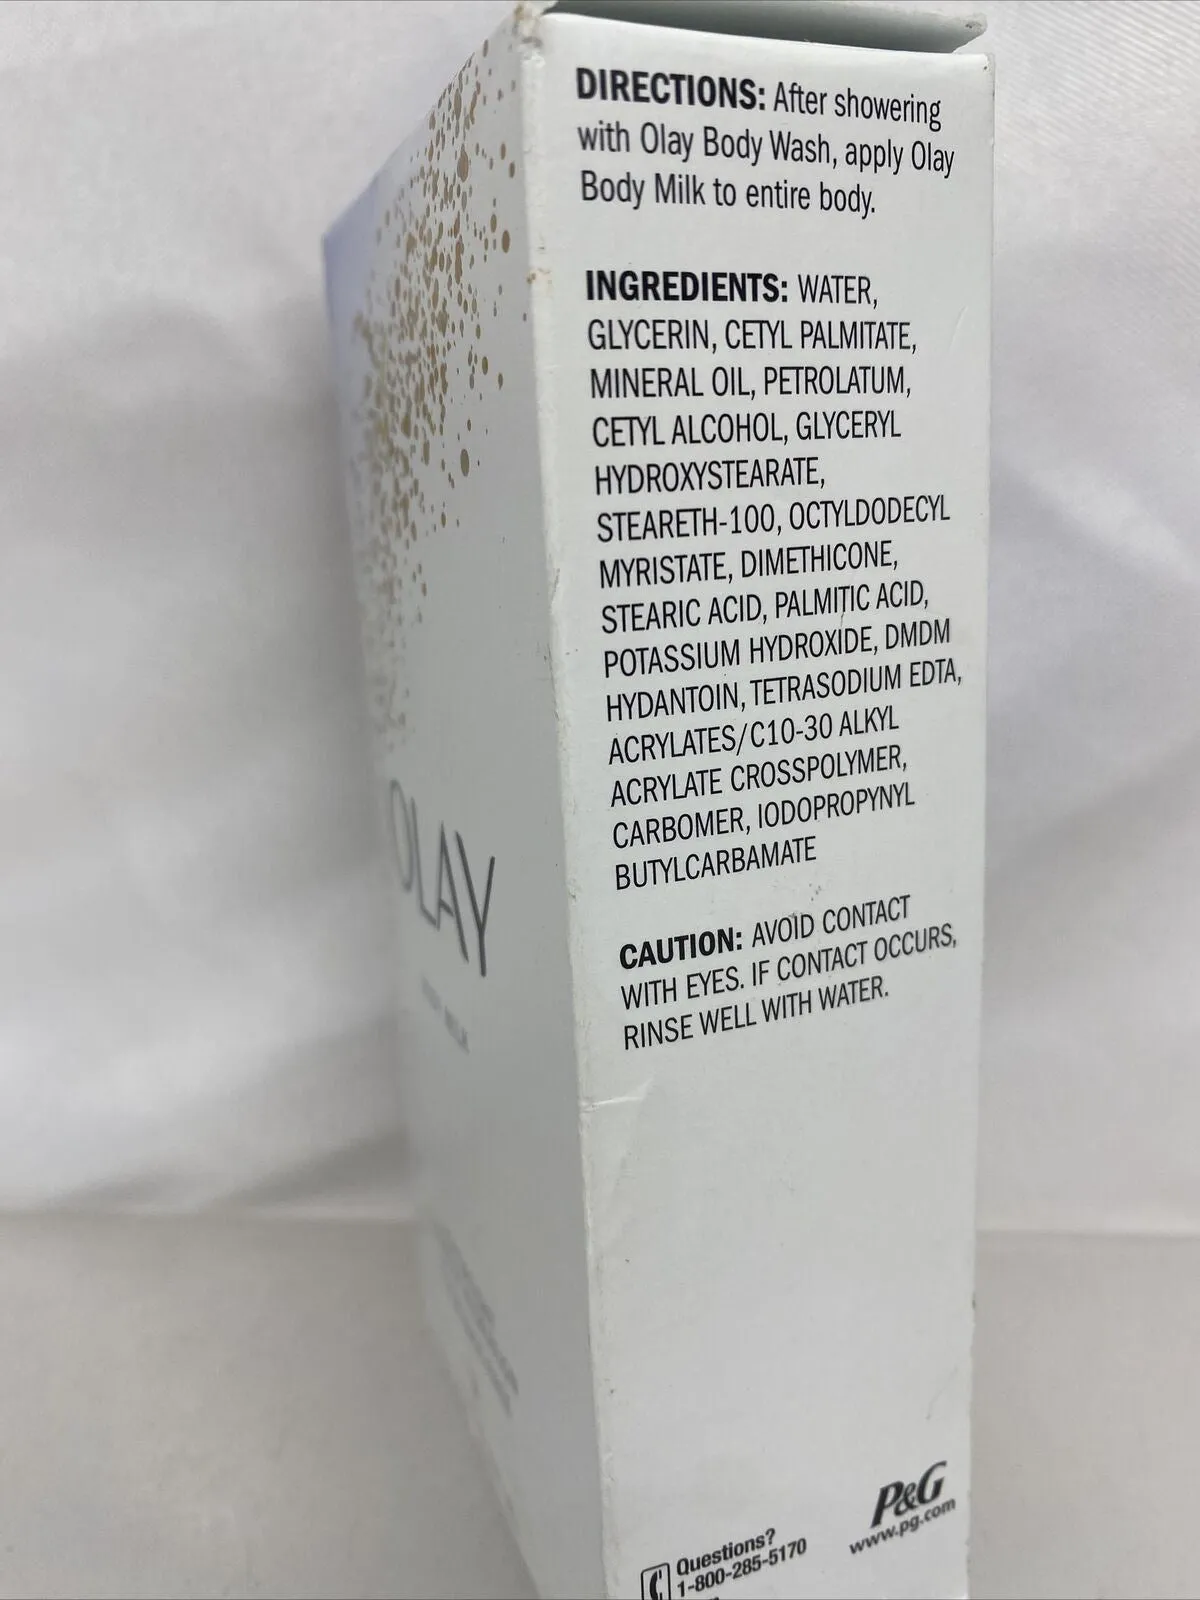 DIRECTIONS: After showering
with Olay Body Wash, apply Olay
Body Milk to entire body.
INGREDIENTS: WATER,
GLYCERIN, CETYL PALMITATE,
MINERAL OIL, PETROLATUM,
CETYL ALCOHOL, GLYCERYL
HYDROXYSTEARATE,
STEARETH-100, OCTYLDODECYL
MYRISTATE, DIMETHICONE,
STEARIC ACID, PALMITIC ACID,
POTASSIUM HYDROXIDE, DMDM
HYDANTOIN, TETRASODIUM EDTA,
ACRYLATES/C10-30 ALKYL
ACRYLATE CROSSPOLYMER,
CARBOMER, IODOPROPYNYL
BUTYLCARBAMATE
CAUTION: AVOID CONTACT
WITH EYES. IF CONTACT OCCURS,
RINSE WELL WITH WATER.
OLAY
P&G
www.pg.com
Questions?
1-800-285-5170